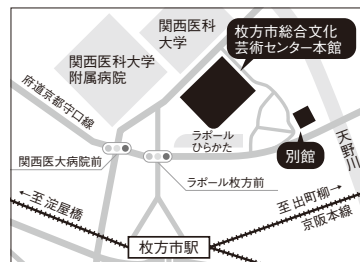 関西医科
大学
枚方市総合文化
芸術センター本館
関西医科大学
附属病院
府道京都守口線
ラポール
ひらかた
別館
天野川
関西医大病院前
ラポール枚方前
←至 淀屋橋
至 出町柳→
京阪本線
枚方市駅